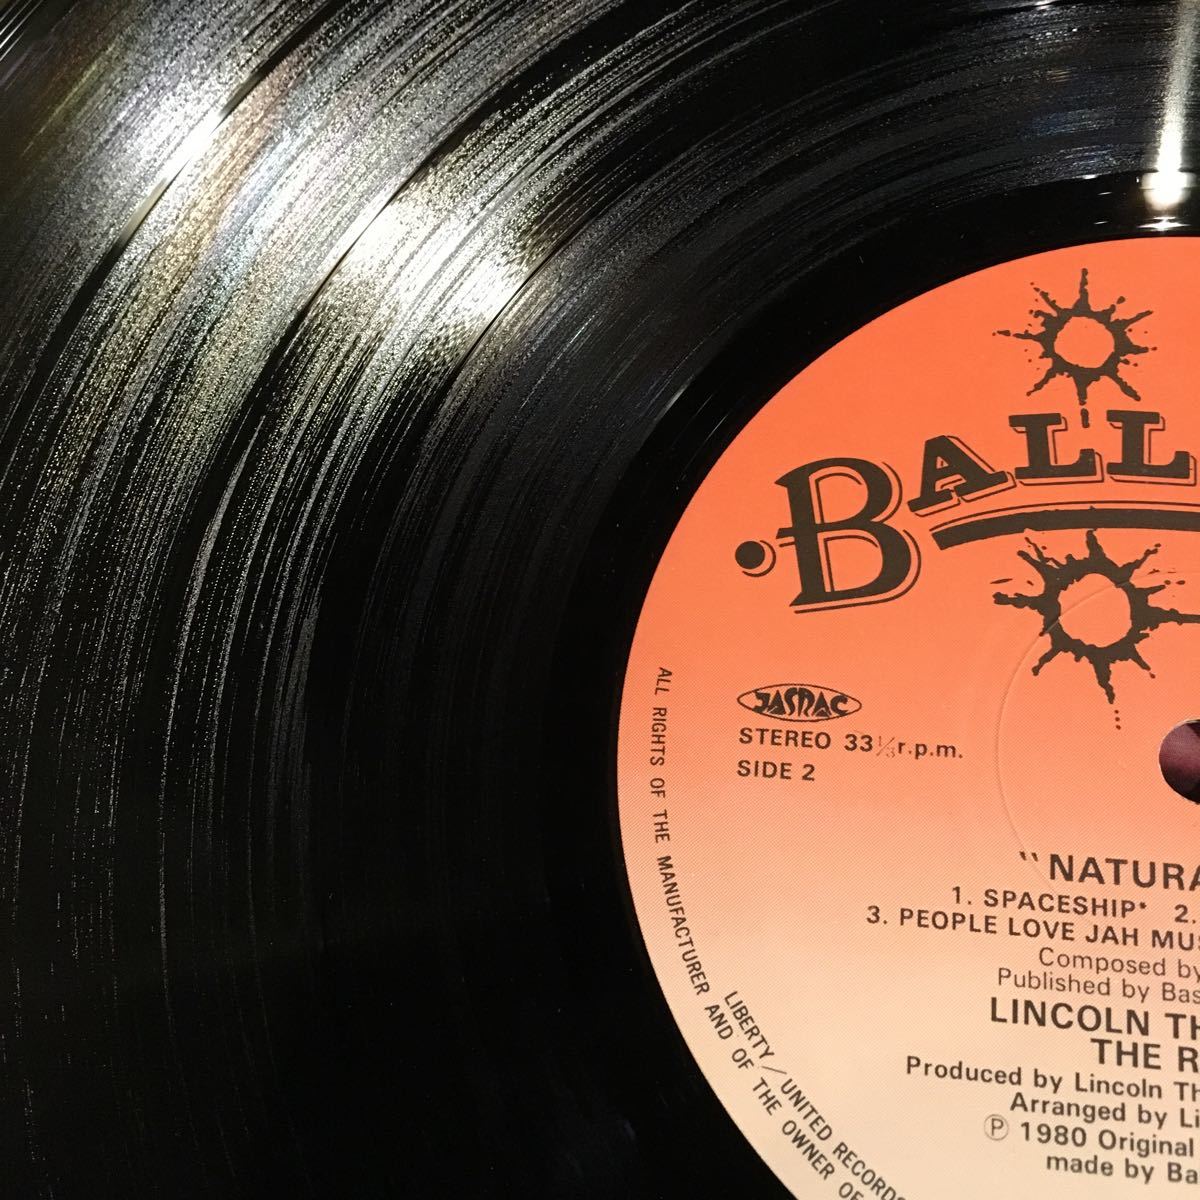 BALL
JASRAC
STEREO 33 1/3 r.p.m.
SIDE 2
"NATURA
1. SPACESHIP* 2.
3. PEOPLE LOVE JAH MUS
Composed by
Published by Bas
LINCOLN TH
THE R
Produced by Lincoln Th
Arranged by Li
Ⓟ 1980 Original
made by Ba
ALL RIGHTS OF THE MANUFACTURER AND OF THE OWNER OF
LIBERTY/UNITED RECORDS